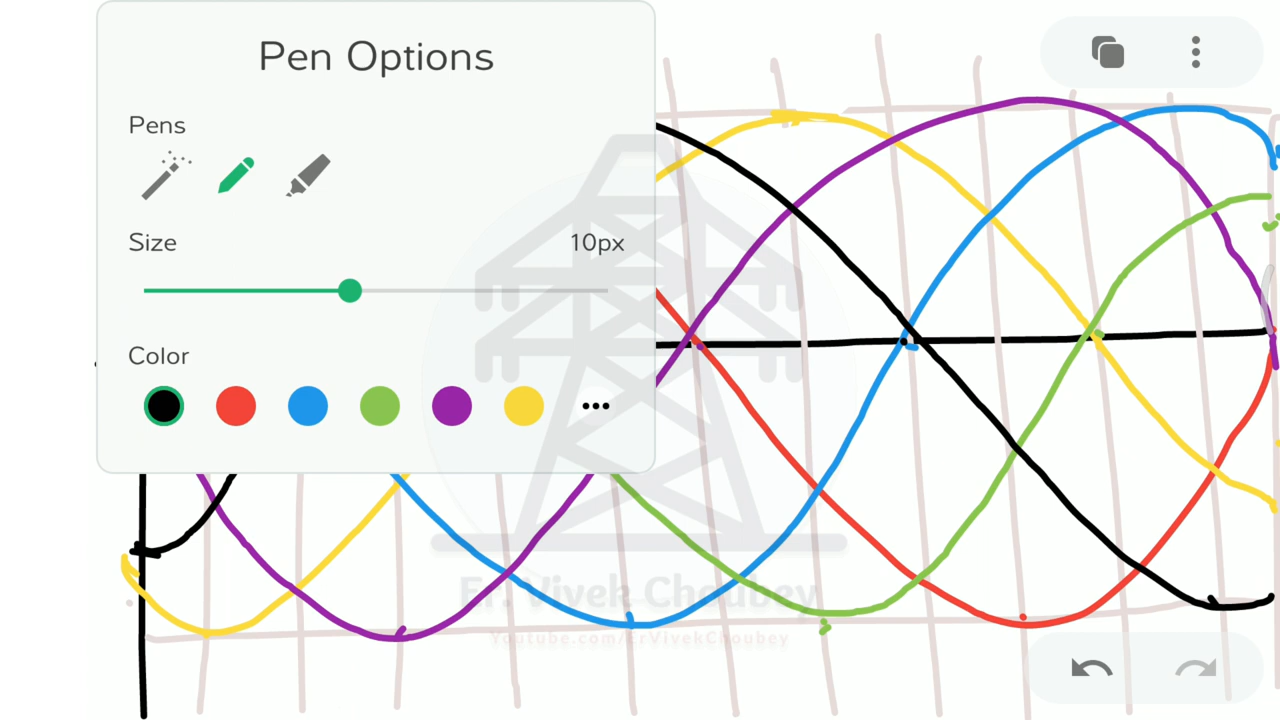 Pen Options
Pens
Size 10px
Color
Er. Vivek Choubey
Youtube.com/ErVivekChoubey